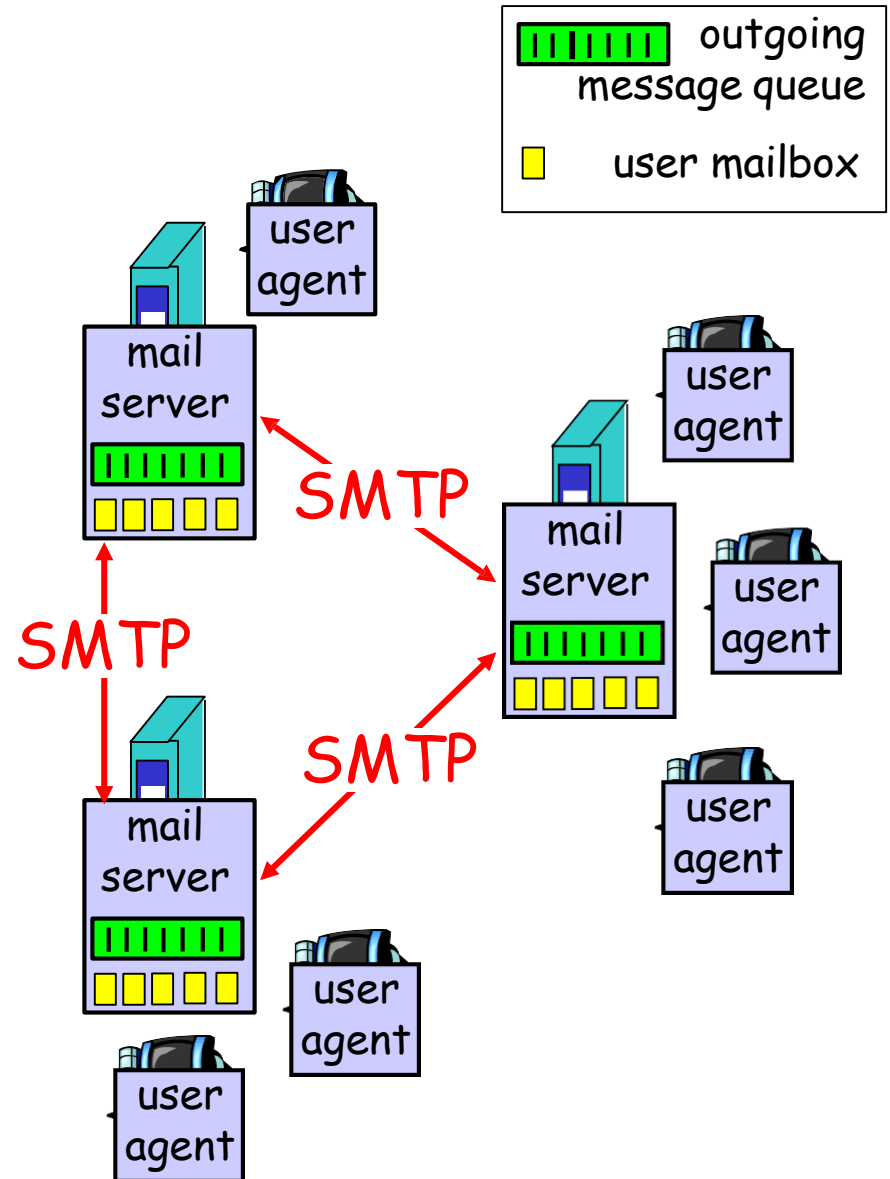 outgoing
message queue
user mailbox
user
agent
mail
server
user
agent
SMTP
mail
server
user
agent
SMTP
SMTP
user
agent
mail
server
user
agent
user
agent